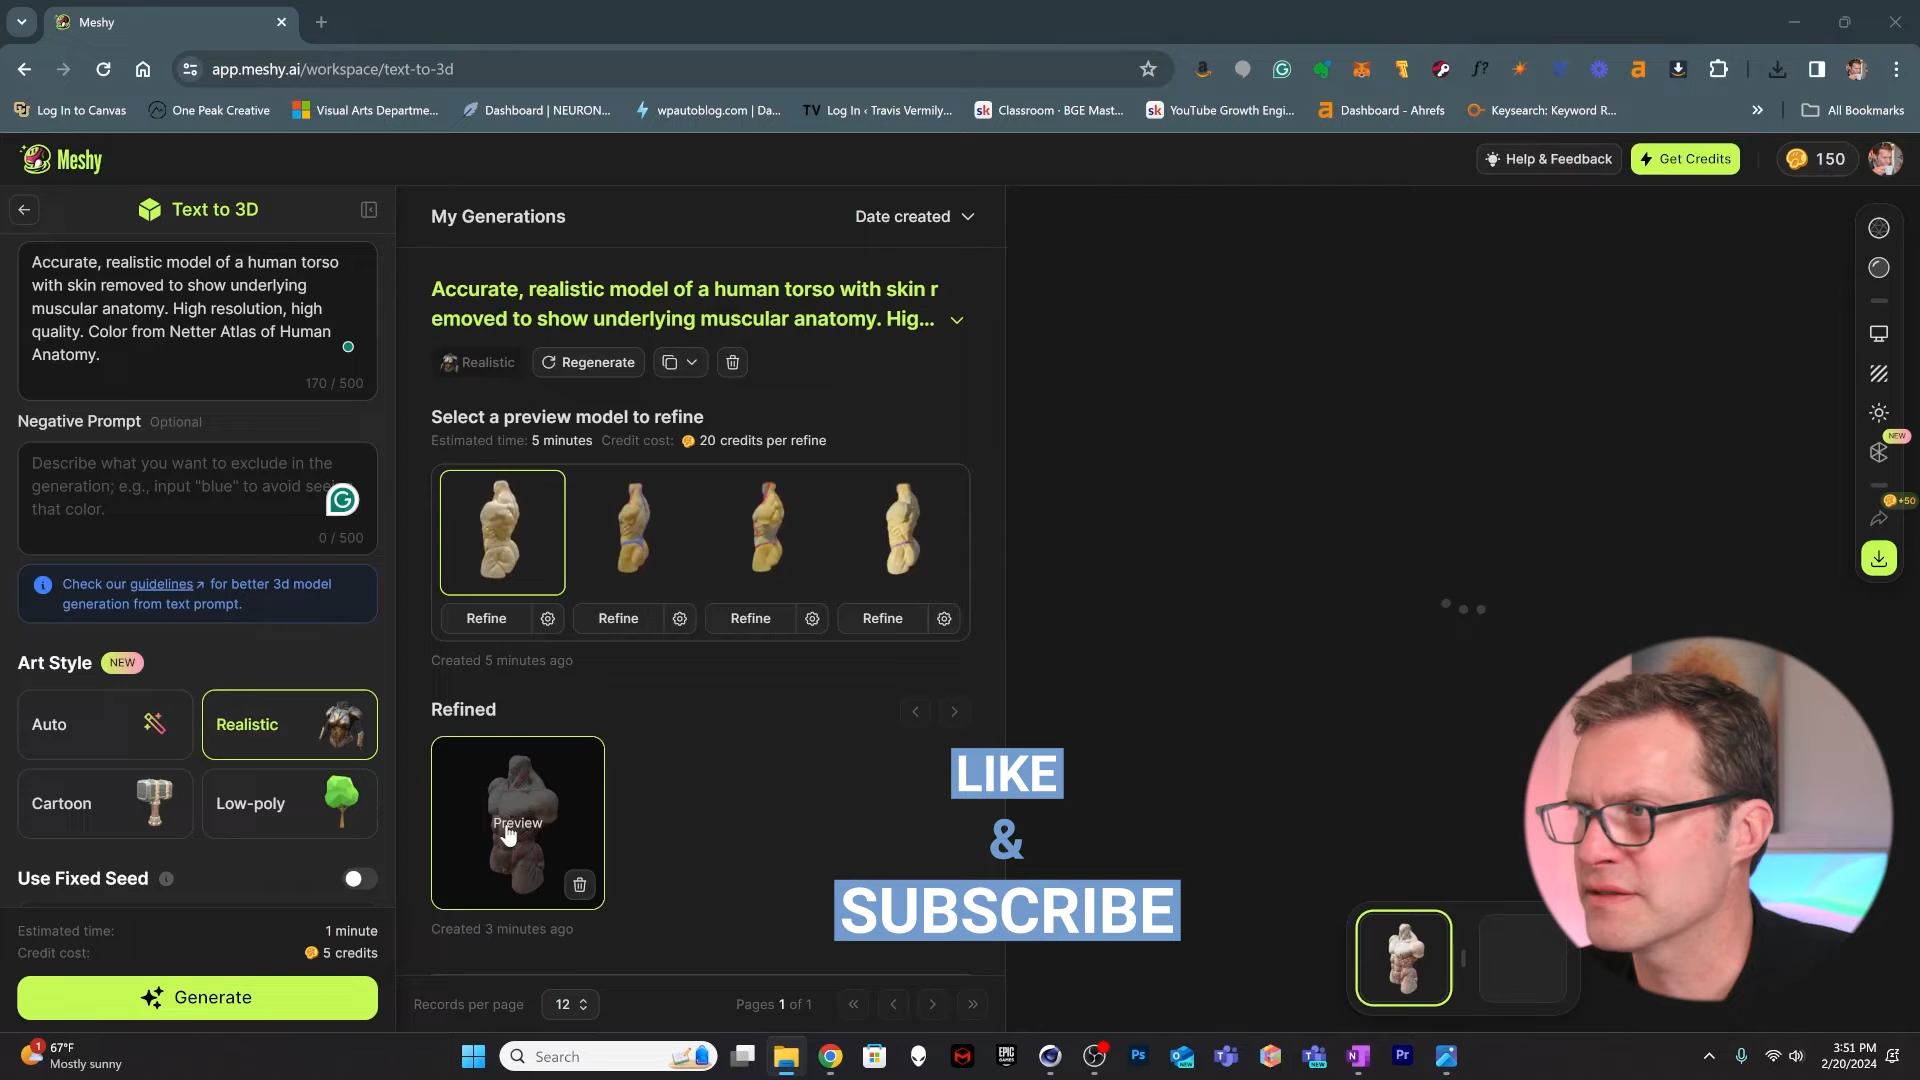 Meshy
app.meshy.ai/workspace/text-to-3d
Log In to Canvas
One Peak Creative
Visual Arts Departme...
Dashboard | NEURON...
wpautoblog.com | Da...
TV Log In ‹ Travis Vermily...
sk Classroom · BGE Mast...
sk YouTube Growth Engi...
Dashboard - Ahrefs
Keysearch: Keyword R...
»
All Bookmarks
Meshy
Help & Feedback
Get Credits
150
Text to 3D
Accurate, realistic model of a human torso
with skin removed to show underlying
muscular anatomy. High resolution, high
quality. Color from Netter Atlas of Human
Anatomy.
170 / 500
Negative Prompt Optional
Describe what you want to exclude in the
generation; e.g., input "blue" to avoid see
that color.
0 / 500
Check our guidelines↗ for better 3d model
generation from text prompt.
Art Style NEW
Auto
Realistic
Cartoon
Low-poly
Use Fixed Seed
Estimated time: 1 minute
Credit cost: 5 credits
Generate
My Generations
Date created
Accurate, realistic model of a human torso with skin r
emoved to show underlying muscular anatomy. Hig...
Realistic
Regenerate
Select a preview model to refine
Estimated time: 5 minutes Credit cost: 20 credits per refine
Refine
Refine
Refine
Refine
Created 5 minutes ago
Refined
Preview
Created 3 minutes ago
Records per page 12
Pages 1 of 1
NEW
+50
LIKE
&
SUBSCRIBE
1
67°F
Mostly sunny
Search
EPIC
GAMES
Ps
NEW
N
Pr
3:51 PM
2/20/2024